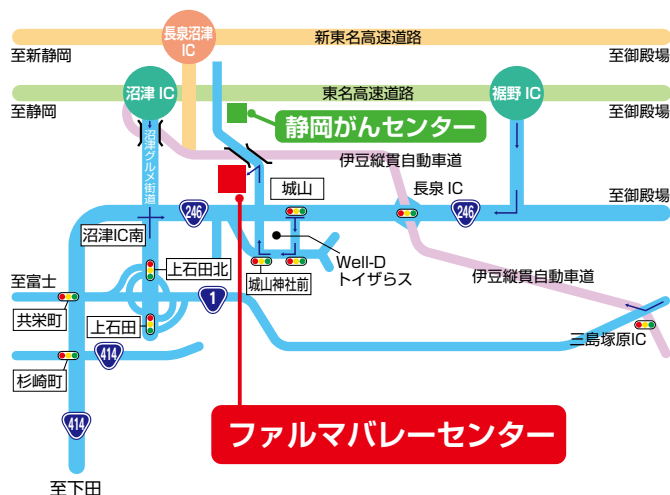 長泉沼津
IC
新東名高速道路
至新静岡
至御殿場
沼津 IC
東名高速道路
裾野 IC
至静岡
至御殿場
静岡がんセンター
沼津グルメ街道
伊豆縦貫自動車道
城山
長泉 IC
至御殿場
246
246
沼津IC南
Well-D
トイザらス
上石田北
城山神社前
伊豆縦貫自動車道
至富士
1
共栄町
上石田
三島塚原IC
414
杉崎町
414
ファルマバレーセンター
至下田